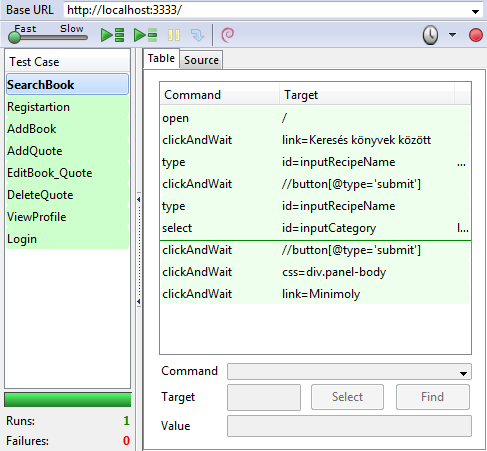 Base URL http://localhost:3333/
Fast Slow
Test Case
SearchBook
Registartion
AddBook
AddQuote
EditBook_Quote
DeleteQuote
ViewProfile
Login
Runs: 1
Failures: 0
Table Source
Command Target
open /
clickAndWait link=Keresés könyvek között
type id=inputRecipeName ...
clickAndWait //button[@type='submit']
type id=inputRecipeName
select id=inputCategory l...
clickAndWait //button[@type='submit']
clickAndWait css=div.panel-body
clickAndWait link=Minimoly
Command
Target Select Find
Value